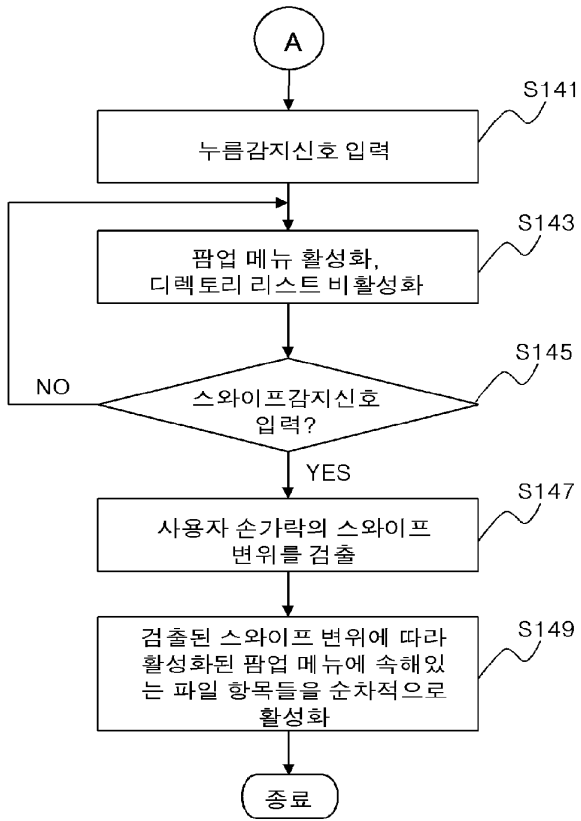 A
S141
누름감지신호 입력
S143
팜업 메뉴 활성화,
디렉토리 리스트 비활성화
S145
NO
스와이프감지신호
입력?
YES
S147
사용자 손가락의 스와이프
변위를 검출
S149
검출된 스와이프 변위에 따라
활성화된 팜업 메뉴에 속해있
는 파일 항목들을 순차적으로
활성화
종료